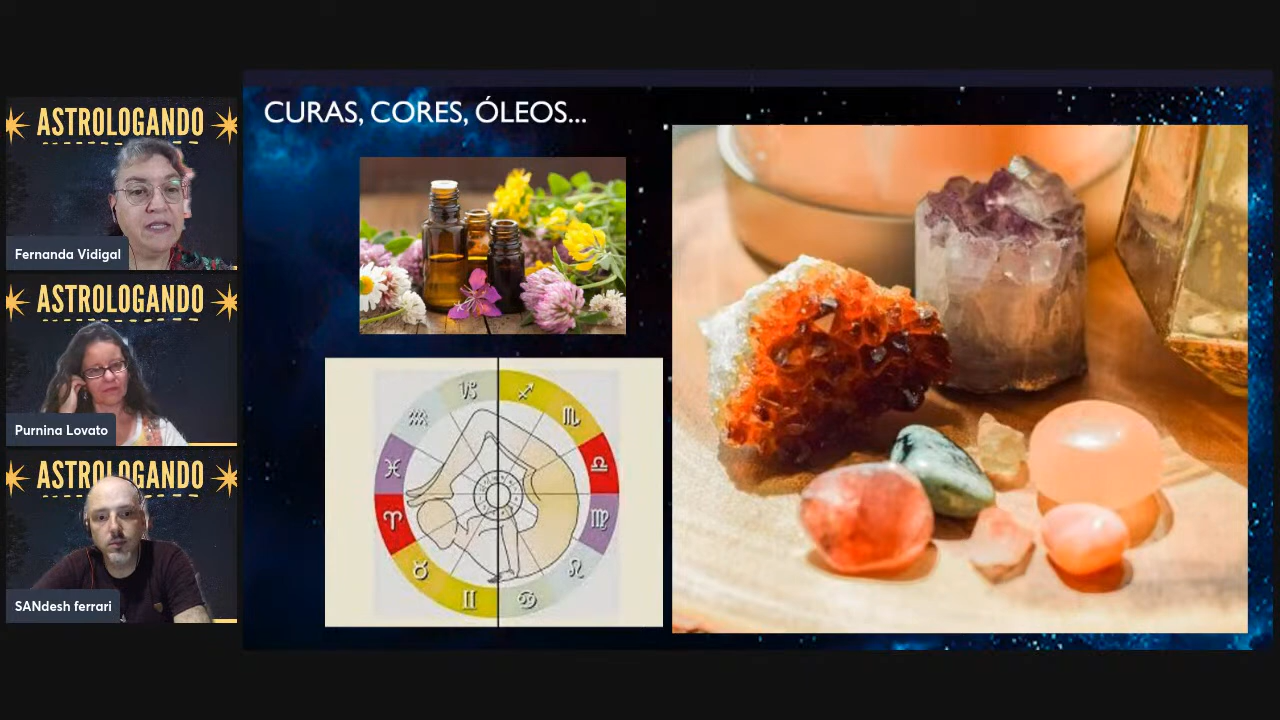 ASTROLOGANDO
Fernanda Vidigal
ASTROLOGANDO
Purnina Lovato
ASTROLOGANDO
SANdesh ferrari
CURAS, CORES, ÓLEOS...